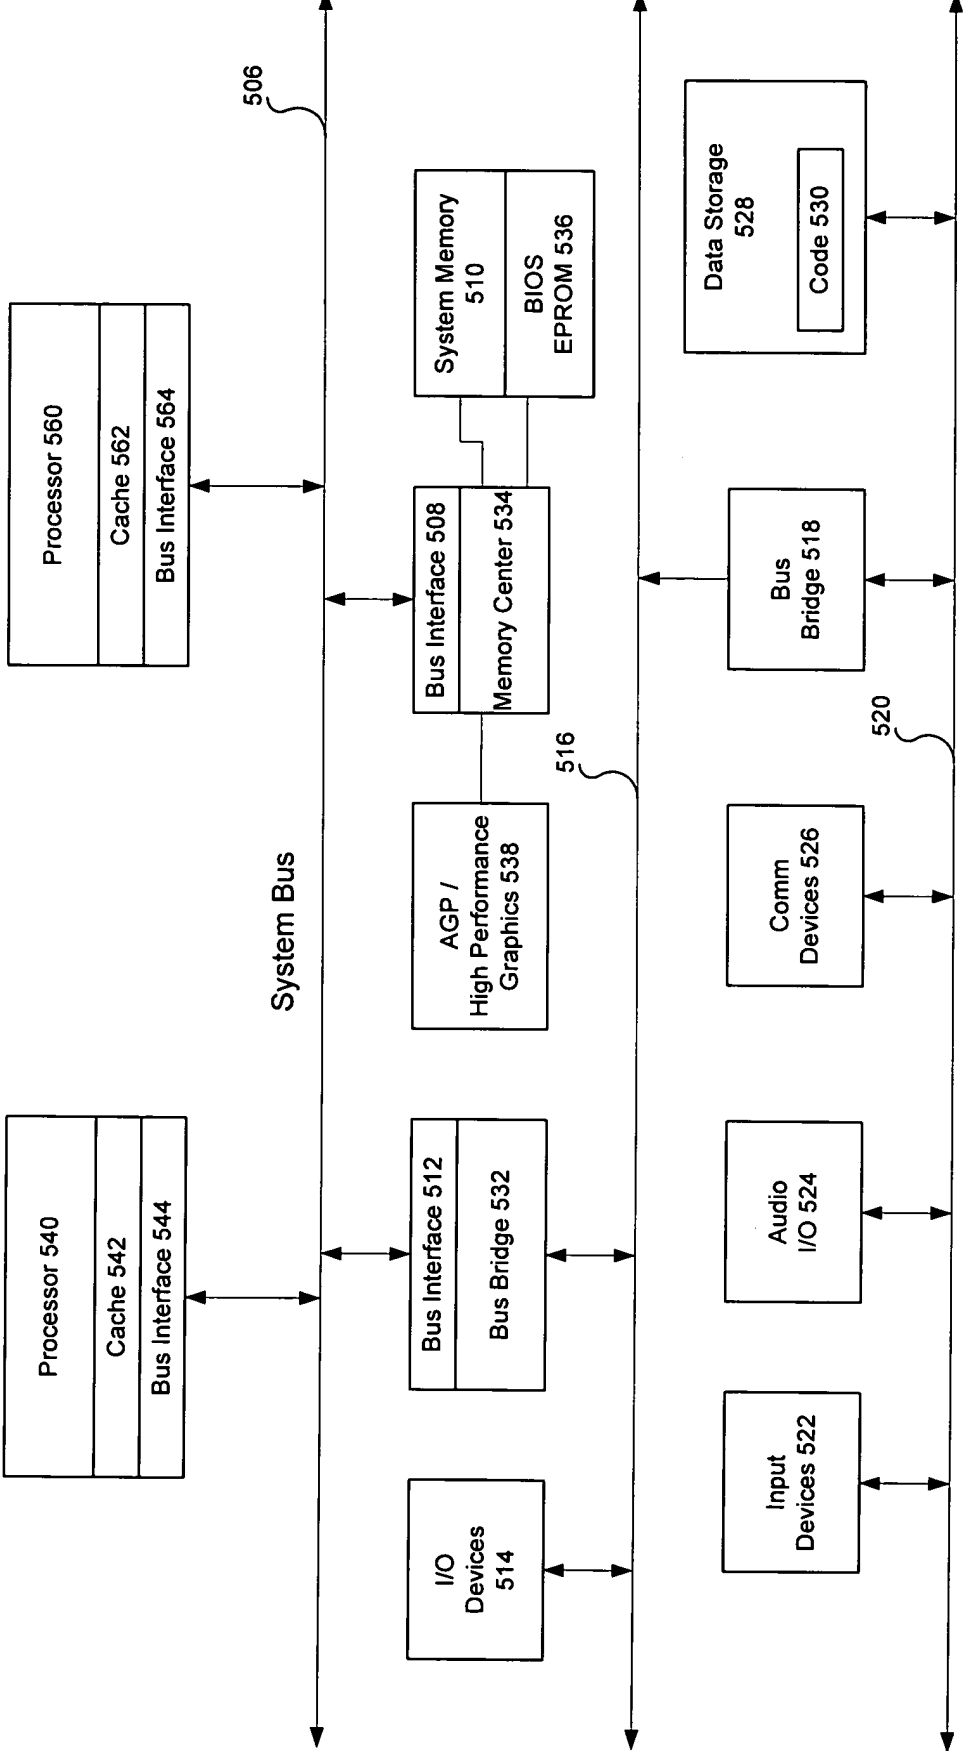 Processor 540
Cache 542
Bus Interface 544
Processor 560
Cache 562
Bus Interface 564
System Bus
506
I/O
Devices
514
Bus Interface 512
Bus Bridge 532
AGP /
High Performance
Graphics 538
Bus Interface 508
Memory Center 534
System Memory
510
BIOS
EPROM 536
516
Input
Devices 522
Audio
I/O 524
Comm
Devices 526
Bus
Bridge 518
Data Storage
528
Code 530
520